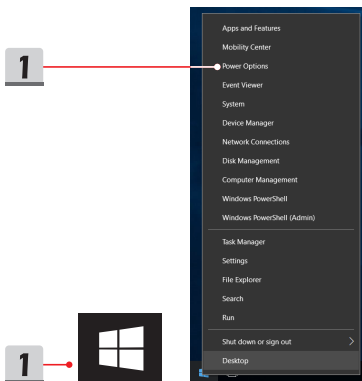 Apps and Features
Mobility Center
1
Power Options
Event Viewer
System
Device Manager
Network Connections
Disk Management
Computer Management
Windows PowerShell
Windows PowerShell (Admin)
Task Manager
Settings
File Explorer
Search
Run
Shut down or sign out
1
Desktop